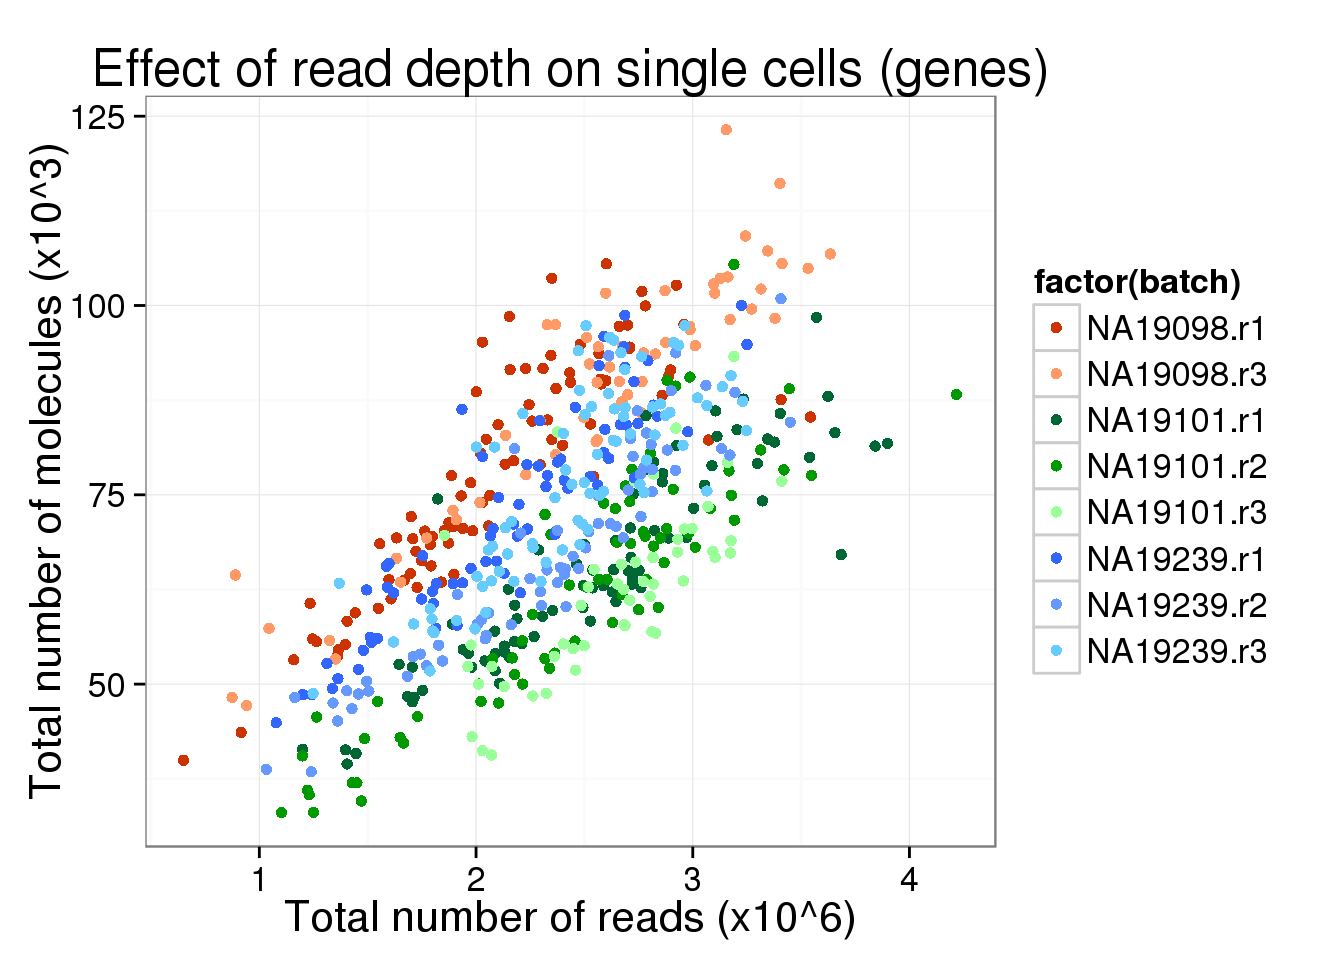 Effect of read depth on single cells (genes)
125
100
75
50
Total number of molecules (x10^3)
1
2
3
4
Total number of reads (x10^6)
factor(batch)
NA19098.r1
NA19098.r3
NA19101.r1
NA19101.r2
NA19101.r3
NA19239.r1
NA19239.r2
NA19239.r3